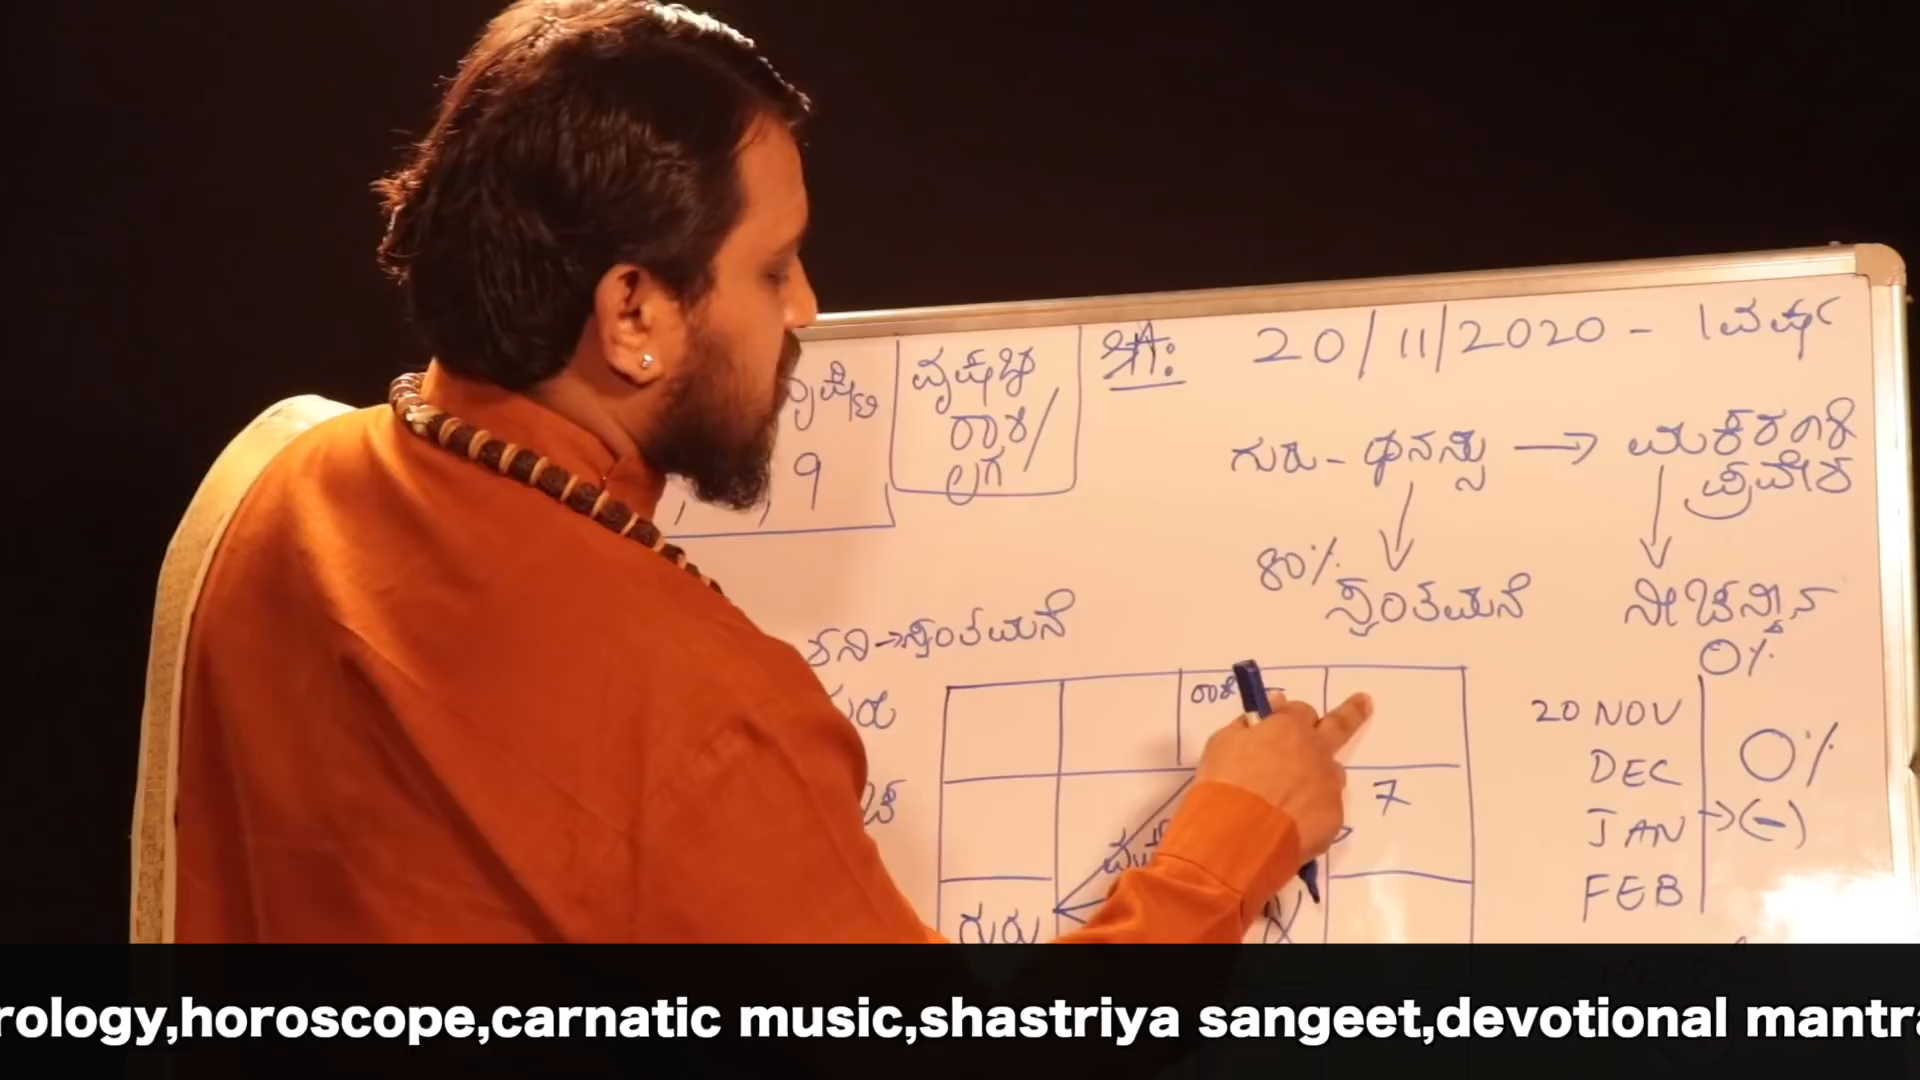 ವೃಷಭ
ರಾಶಿ/
ಲಗ್ನ
9
ಶ್ರೀ: 20/11/2020 - 1ವರ್ಷ
ಗುರು - ಧನಸ್ಸು → ಮಕರರಾಶಿ
ಪ್ರವೇಶ
80% ಸ್ವಂತಮನೆ
ನೀಚಸ್ಥಾನ
0%
ಶನಿ→ಸ್ವಂತಮನೆ
20 NOV
DEC
JAN
FEB
0%
→(-)
7
ಗುರು
rology,horoscope,carnatic music,shastriya sangeet,devotional mantra